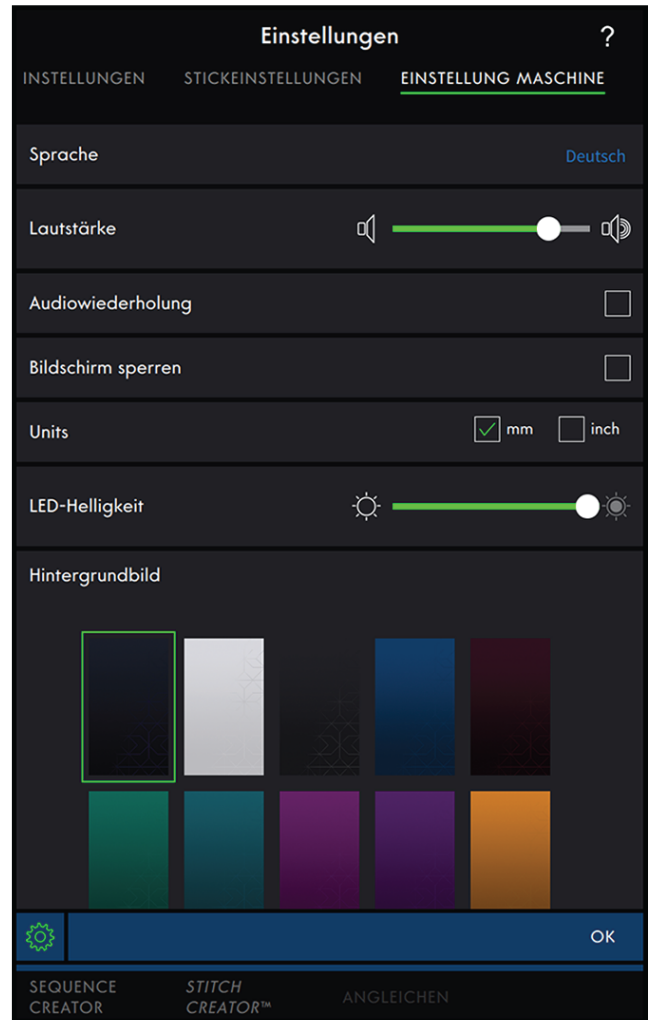 Einstellungen ?
INSTELLUNGEN STICKEINSTELLUNGEN EINSTELLUNG MASCHINE
Sprache Deutsch
Lautstärke
Audiowiederholung
Bildschirm sperren
Units mm inch
LED-Helligkeit
Hintergrundbild
OK
SEQUENCE CREATOR
STITCH CREATOR™
ANGLEICHEN